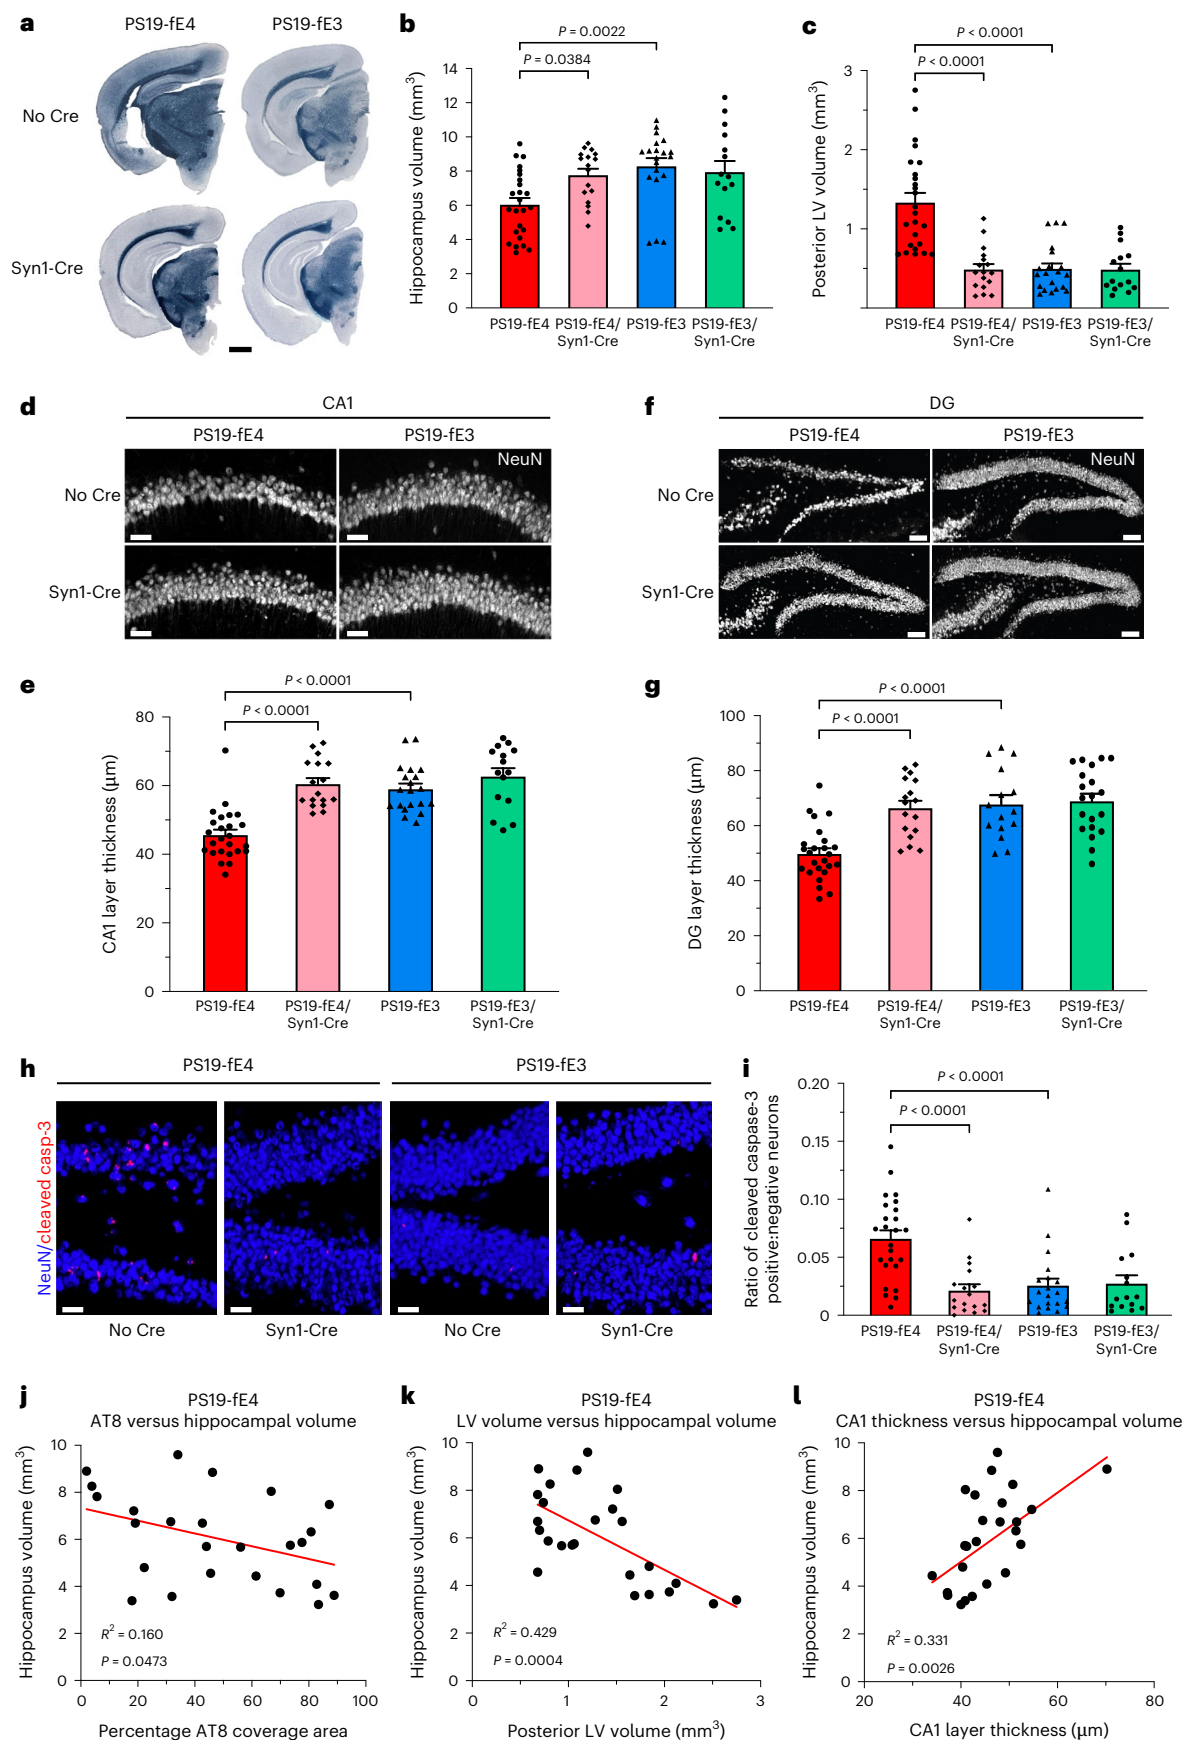 a
PS19-fE4
PS19-fE3
No Cre
Syn1-Cre
b
P = 0.0022
P = 0.0384
Hippocampus volume (mm3)
14
12
10
8
6
4
2
0
PS19-fE4
PS19-fE4/
Syn1-Cre
PS19-fE3
PS19-fE3/
Syn1-Cre
c
P < 0.0001
P < 0.0001
Posterior LV volume (mm3)
3
2
1
0
PS19-fE4
PS19-fE4/
Syn1-Cre
PS19-fE3
PS19-fE3/
Syn1-Cre
d
CA1
PS19-fE4
PS19-fE3
NeuN
No Cre
Syn1-Cre
f
DG
PS19-fE4
PS19-fE3
NeuN
No Cre
Syn1-Cre
e
P < 0.0001
P < 0.0001
CA1 layer thickness (μm)
80
60
40
20
0
PS19-fE4
PS19-fE4/
Syn1-Cre
PS19-fE3
PS19-fE3/
Syn1-Cre
g
P < 0.0001
P < 0.0001
DG layer thickness (μm)
100
80
60
40
20
0
PS19-fE4
PS19-fE4/
Syn1-Cre
PS19-fE3
PS19-fE3/
Syn1-Cre
h
PS19-fE4
PS19-fE3
NeuN/cleaved casp-3
No Cre
Syn1-Cre
No Cre
Syn1-Cre
i
P < 0.0001
P < 0.0001
Ratio of cleaved caspase-3
positive:negative neurons
0.20
0.15
0.10
0.05
0
PS19-fE4
PS19-fE4/
Syn1-Cre
PS19-fE3
PS19-fE3/
Syn1-Cre
j
PS19-fE4
AT8 versus hippocampal volume
Hippocampus volume (mm3)
10
8
6
4
2
0
R2 = 0.160
P = 0.0473
0
20
40
60
80
100
Percentage AT8 coverage area
k
PS19-fE4
LV volume versus hippocampal volume
Hippocampus volume (mm3)
10
8
6
4
2
0
R2 = 0.429
P = 0.0004
0
1
2
3
Posterior LV volume (mm3)
l
PS19-fE4
CA1 thickness versus hippocampal volume
Hippocampus volume (mm3)
10
8
6
4
2
0
R2 = 0.331
P = 0.0026
20
40
60
80
CA1 layer thickness (μm)